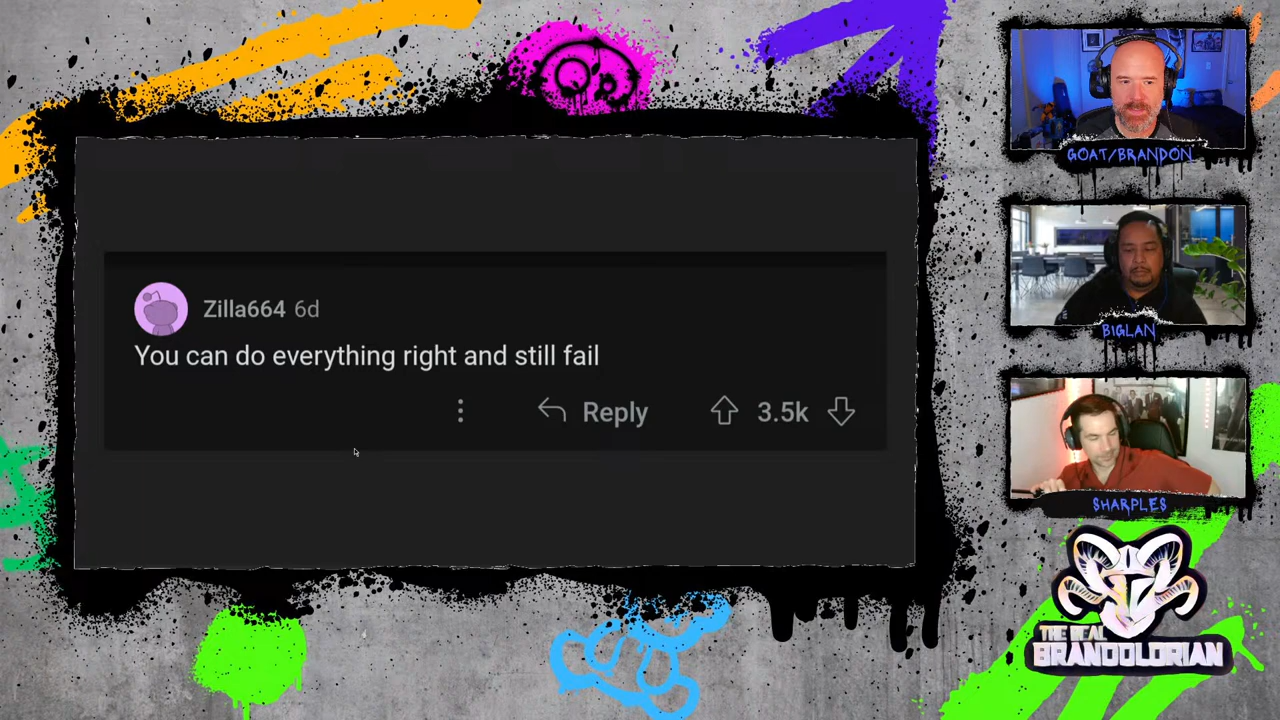 Zilla664 6d
You can do everything right and still fail
Reply 3.5k
GOAT/BRANDON
BIGLAN
SHARPLES
THE REAL
BRANDOLORIAN